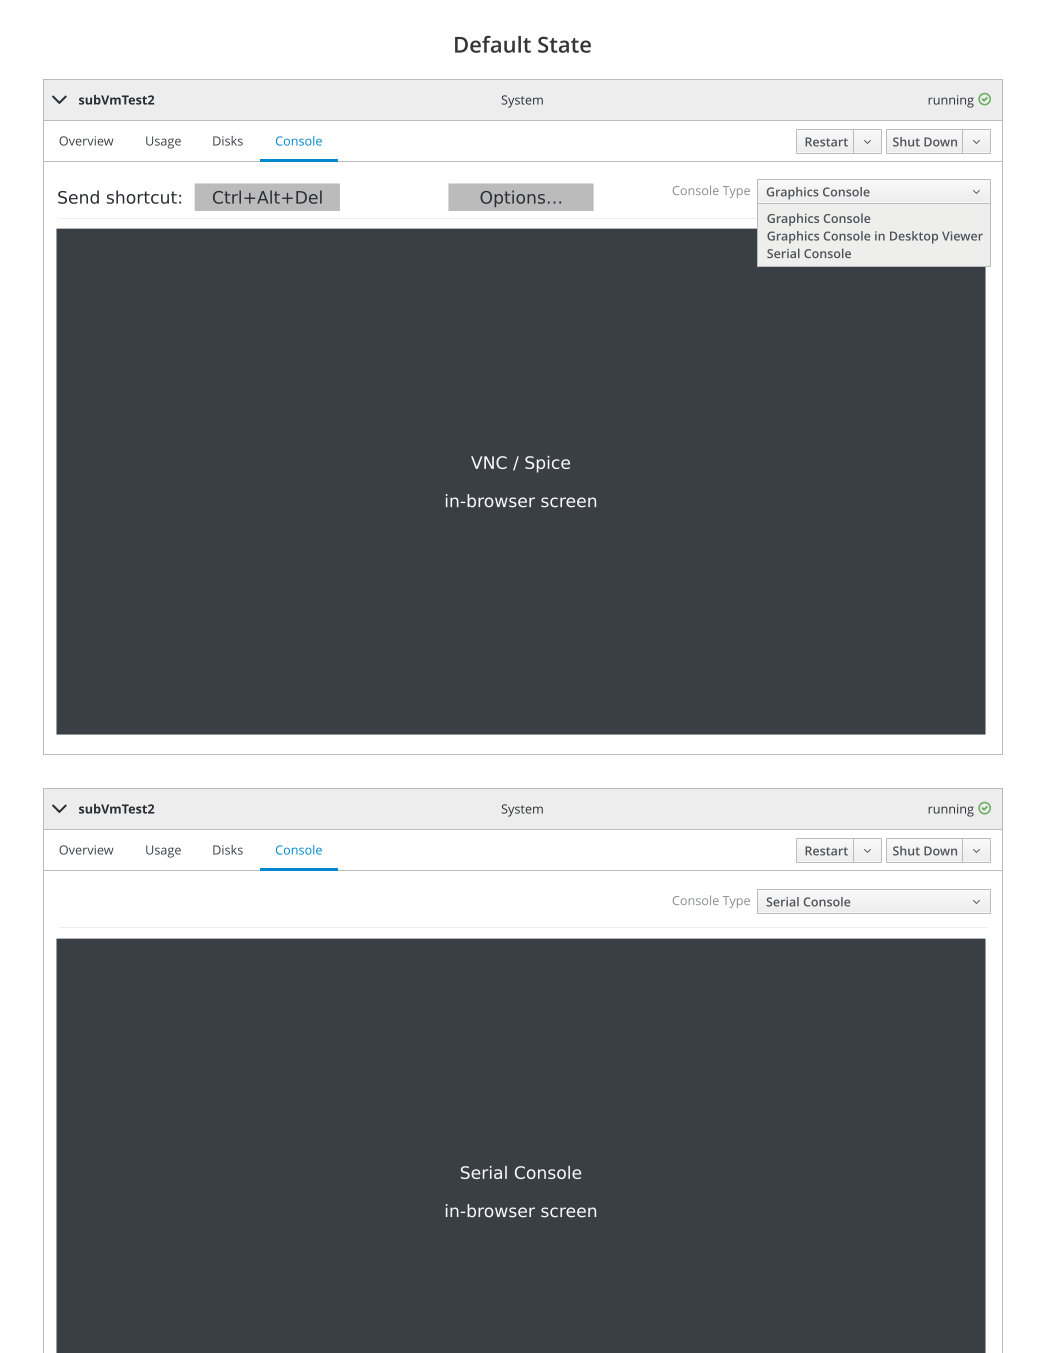 Default State
subVmTest2 System running
Overview Usage Disks Console Restart Shut Down
Send shortcut: Ctrl+Alt+Del Options... Console Type Graphics Console
Graphics Console
Graphics Console in Desktop Viewer
Serial Console
VNC / Spice
in-browser screen
subVmTest2 System running
Overview Usage Disks Console Restart Shut Down
Console Type Serial Console
Serial Console
in-browser screen